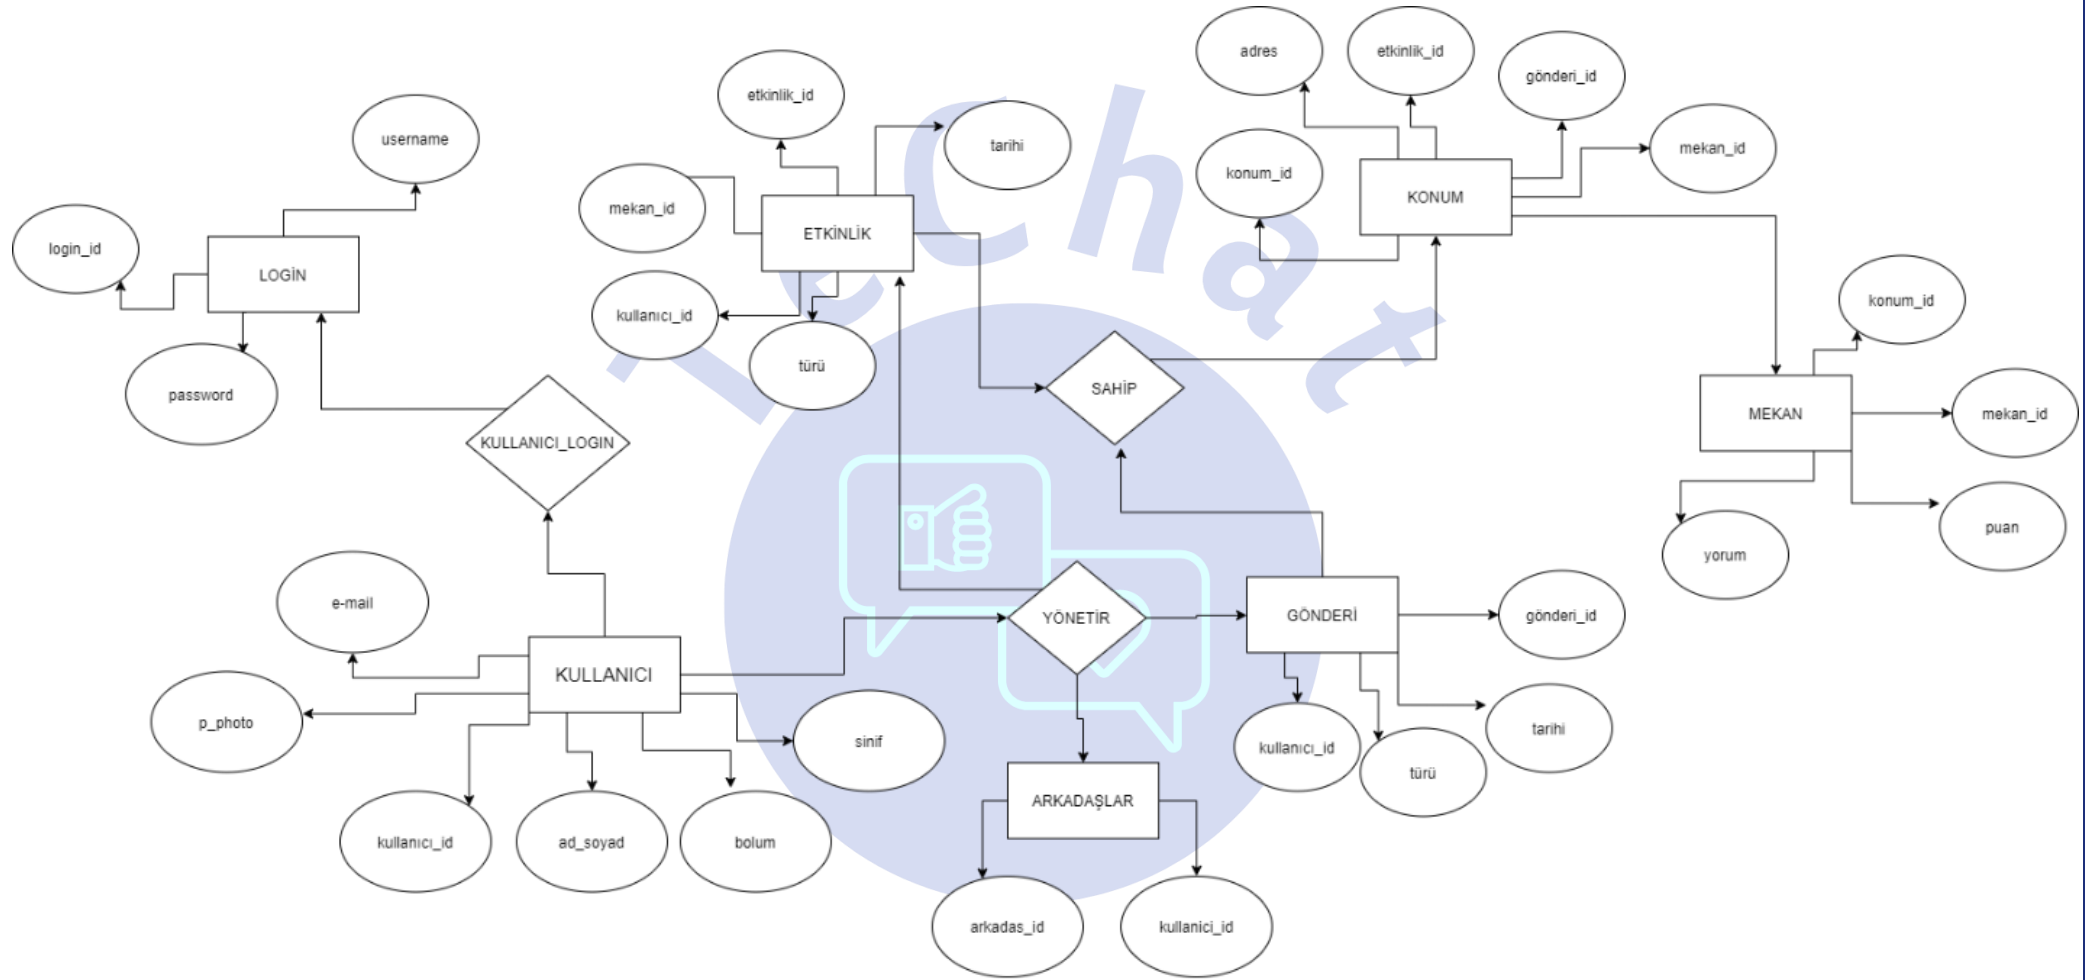 adres
etkinlik_id
gönderi_id
etkinlik_id
username
tarihi
mekan_id
konum_id
KONUM
mekan_id
ETKİNLİK
login_id
LOGİN
konum_id
kullanıcı_id
türü
password
SAHİP
MEKAN
mekan_id
KULLANICI_LOGIN
puan
yorum
e-mail
YÖNETİR
GÖNDERİ
gönderi_id
KULLANICI
p_photo
sinif
kullanıcı_id
türü
tarihi
ARKADAŞLAR
kullanıcı_id
ad_soyad
bolum
arkadas_id
kullanici_id
TeChat